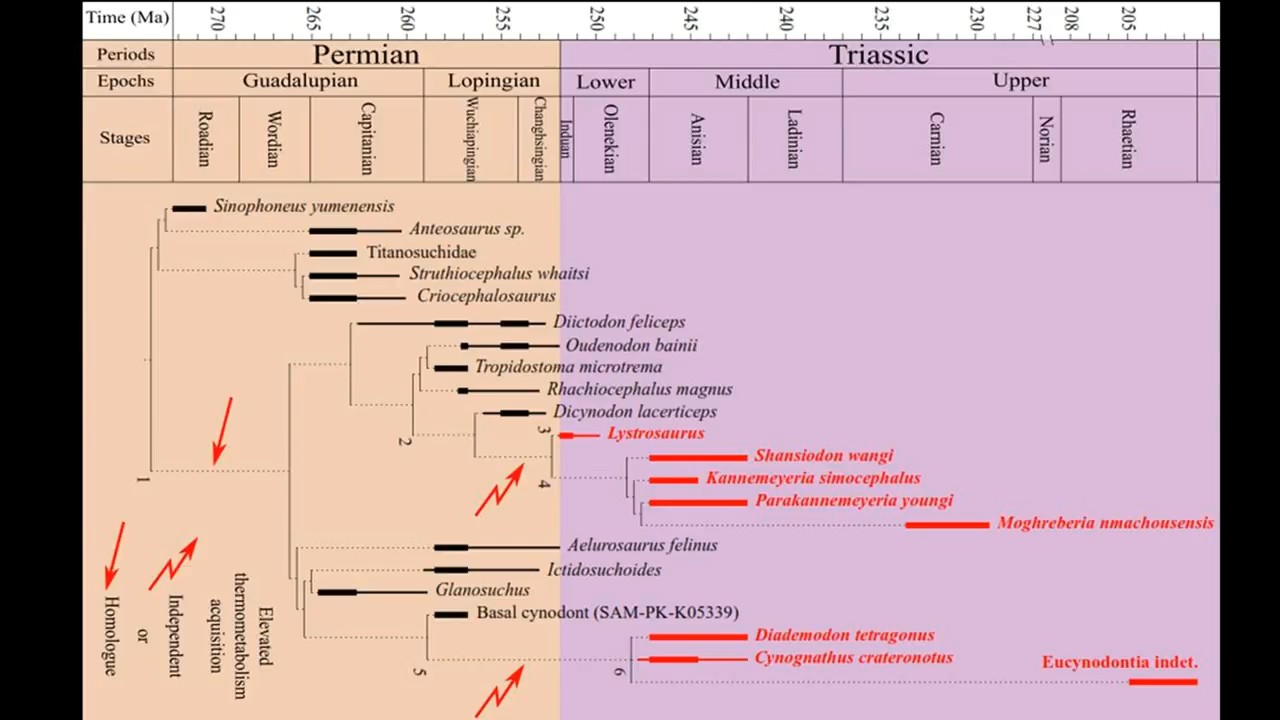 Time (Ma) 270 265 260 255 250 245 240 235 230 227 208 205
Periods Permian Triassic
Epochs Guadalupian Lopingian Lower Middle Upper
Stages Roadian Wordian Capitanian Wuchiapingian Changhsingian Induan Olenekian Anisian Ladinian Carnian Norian Rhaetian
Sinophoneus yumenensis
Anteosaurus sp.
Titanosuchidae
Struthiocephalus whaitsi
Criocephalosaurus
Diictodon feliceps
Oudenodon bainii
Tropidostoma microtrema
Rhachiocephalus magnus
Dicynodon lacerticeps
3 Lystrosaurus
2
Shansiodon wangi
1
Kannemeyeria simocephalus
4
Parakannemeyeria youngi
Moghreberia nmachousensis
Aelurosaurus felinus
Ictidosuchoides
Glanosuchus
Basal cynodont (SAM-PK-K05339)
Diademodon tetragonus
Cynognathus crateronotus
Eucynodontia indet.
5
6
Elevated
thermometabolism
acquisition
Independent
or
Homologue